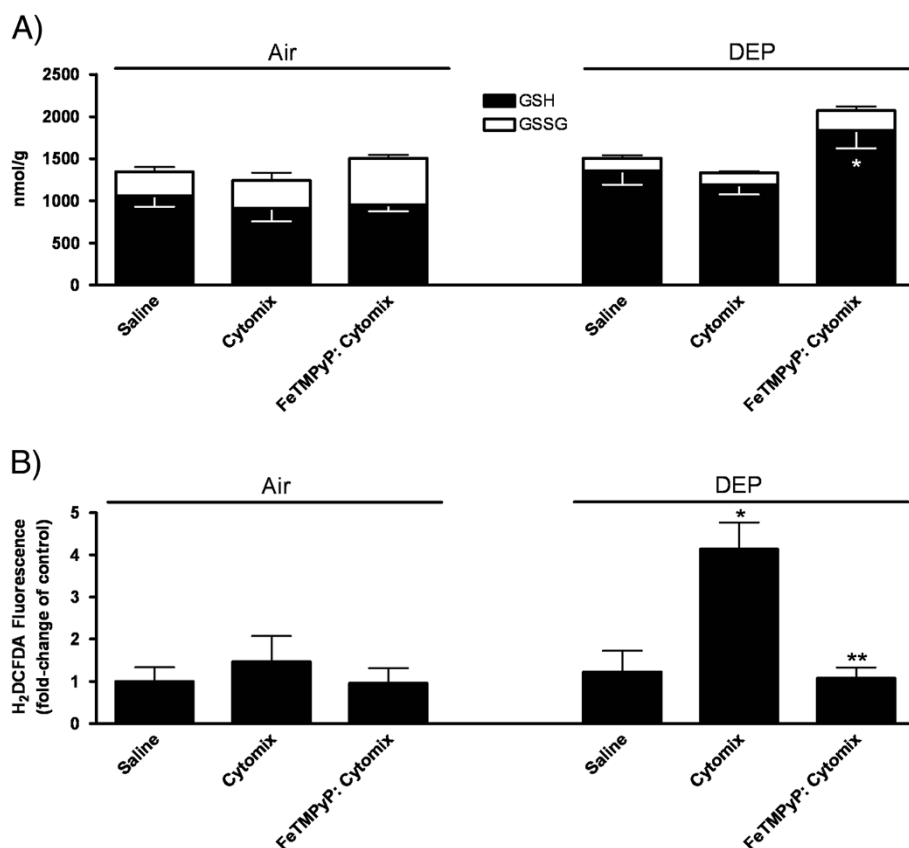 A)
Air
DEP
2500
2000
1500
1000
500
0
nmol/g
GSH
GSSG
*
Saline
Cytomix
FeTMPyP: Cytomix
Saline
Cytomix
FeTMPyP: Cytomix
B)
Air
DEP
5
4
3
2
1
0
H₂DCFDA Fluorescence
(fold-change of control)
*
**
Saline
Cytomix
FeTMPyP: Cytomix
Saline
Cytomix
FeTMPyP: Cytomix